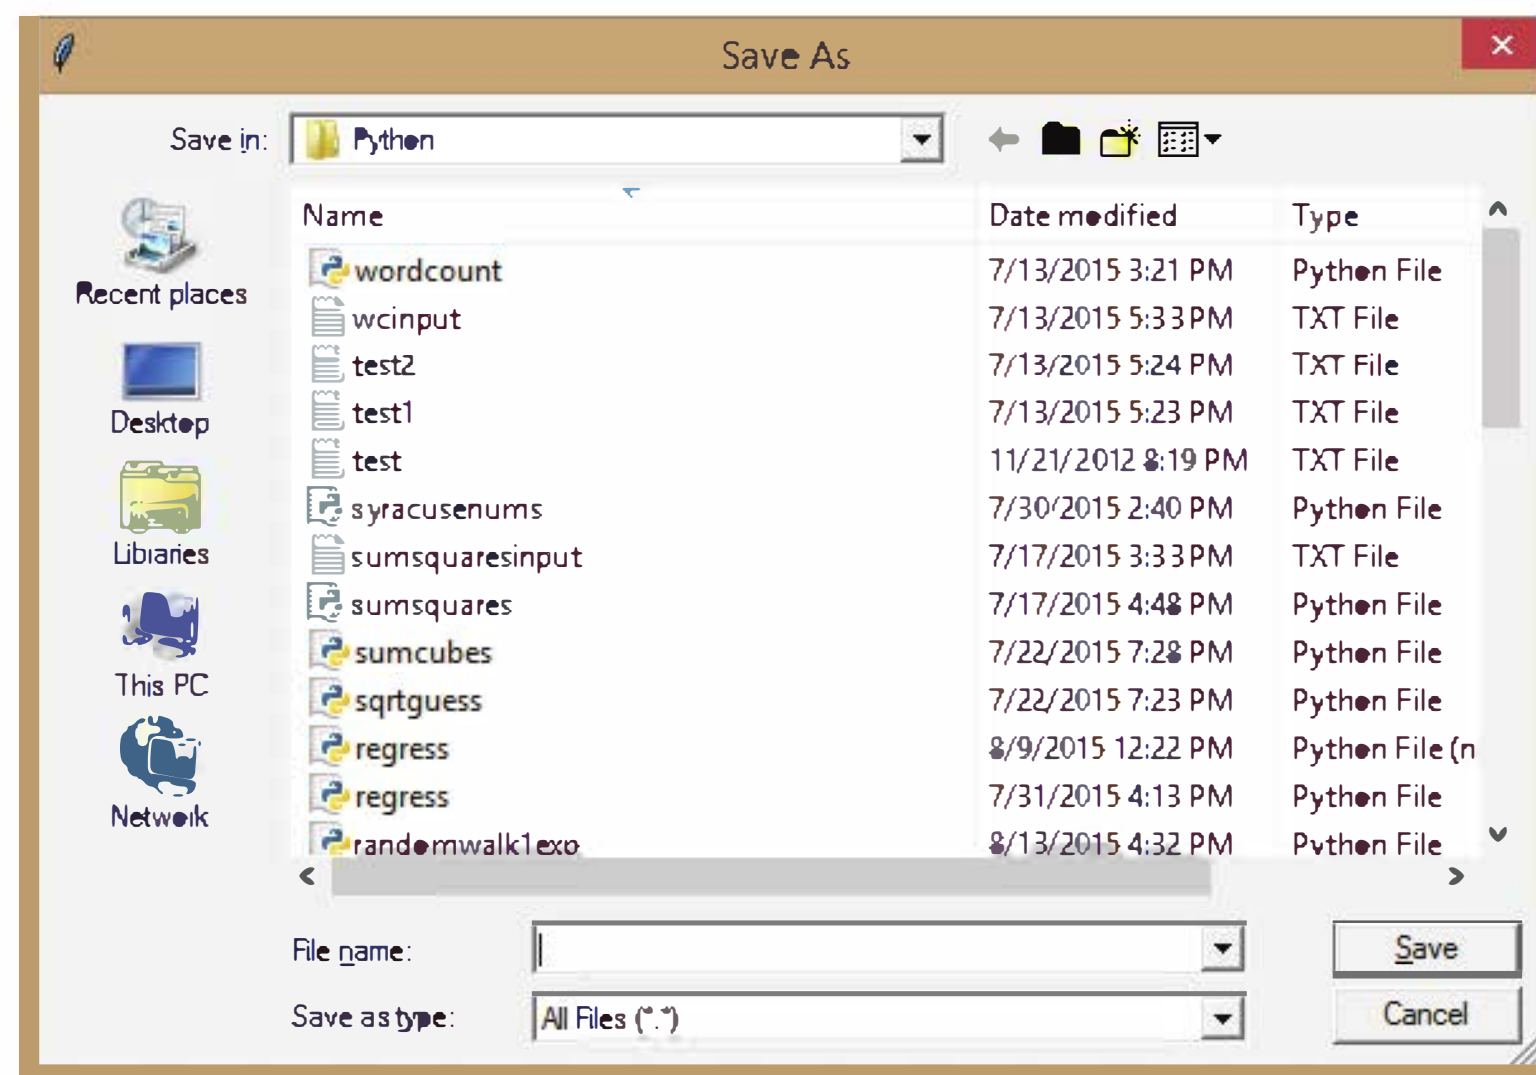 Save As
Save in: Python
Name Date modified Type
wordcount 7/13/2015 3:21 PM Python File
wcinput 7/13/2015 5:33 PM TXT File
test2 7/13/2015 5:24 PM TXT File
test1 7/13/2015 5:23 PM TXT File
test 11/21/2012 8:19 PM TXT File
syracusenums 7/30/2015 2:40 PM Python File
sumsquaresinput 7/17/2015 3:33 PM TXT File
sumsquares 7/17/2015 4:48 PM Python File
sumcubes 7/22/2015 7:28 PM Python File
sqrtguess 7/22/2015 7:23 PM Python File
regress 8/9/2015 12:22 PM Python File (n
regress 7/31/2015 4:13 PM Python File
randomwalk1exp 8/13/2015 4:32 PM Python File
Recent places
Desktop
Libraries
This PC
Network
File name:
Save
Save as type: All Files (*.*)
Cancel